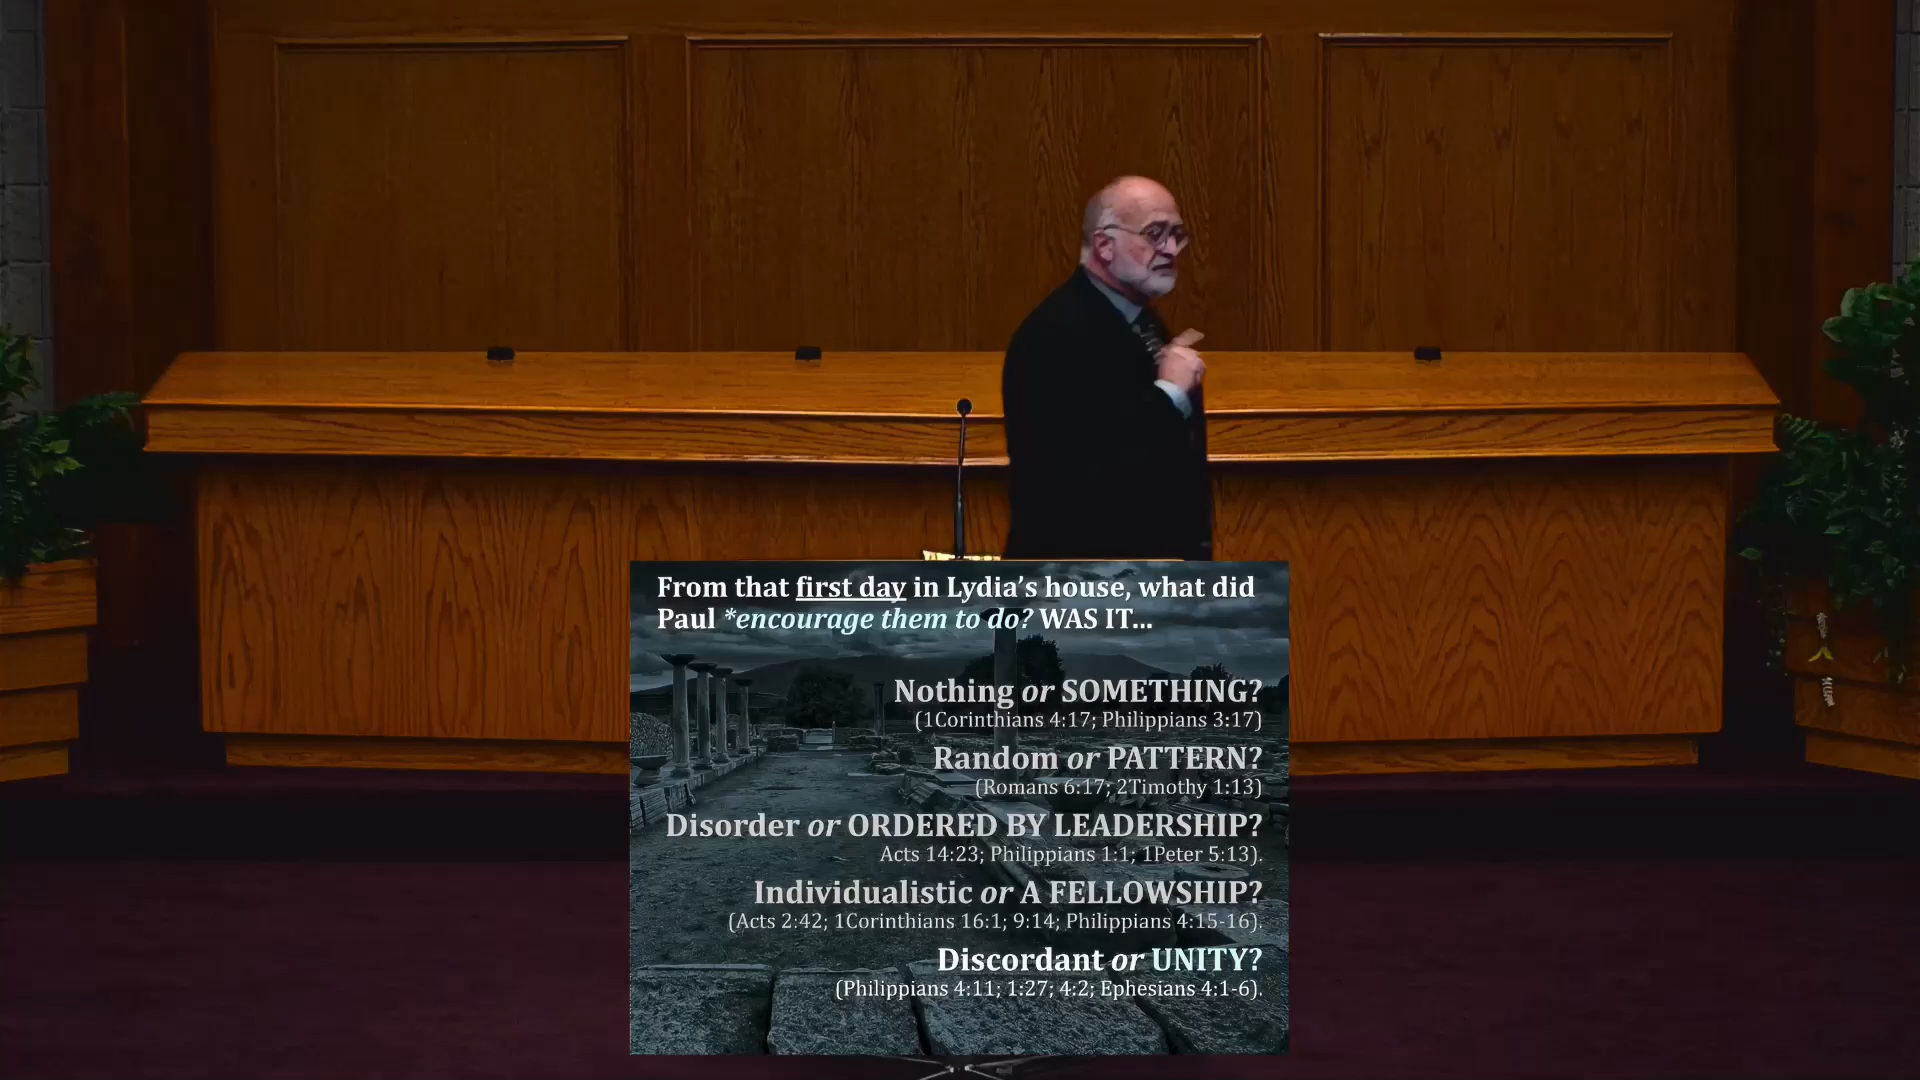 From that first day in Lydia's house, what did
Paul *encourage them to do? WAS IT...
Nothing or SOMETHING?
(1Corinthians 4:17; Philippians 3:17)
Random or PATTERN?
(Romans 6:17; 2Timothy 1:13)
Disorder or ORDERED BY LEADERSHIP?
Acts 14:23; Philippians 1:1; 1Peter 5:13).
Individualistic or A FELLOWSHIP?
(Acts 2:42; 1Corinthians 16:1; 9:14; Philippians 4:15-16).
Discordant or UNITY?
(Philippians 4:11; 1:27; 4:2; Ephesians 4:1-6).